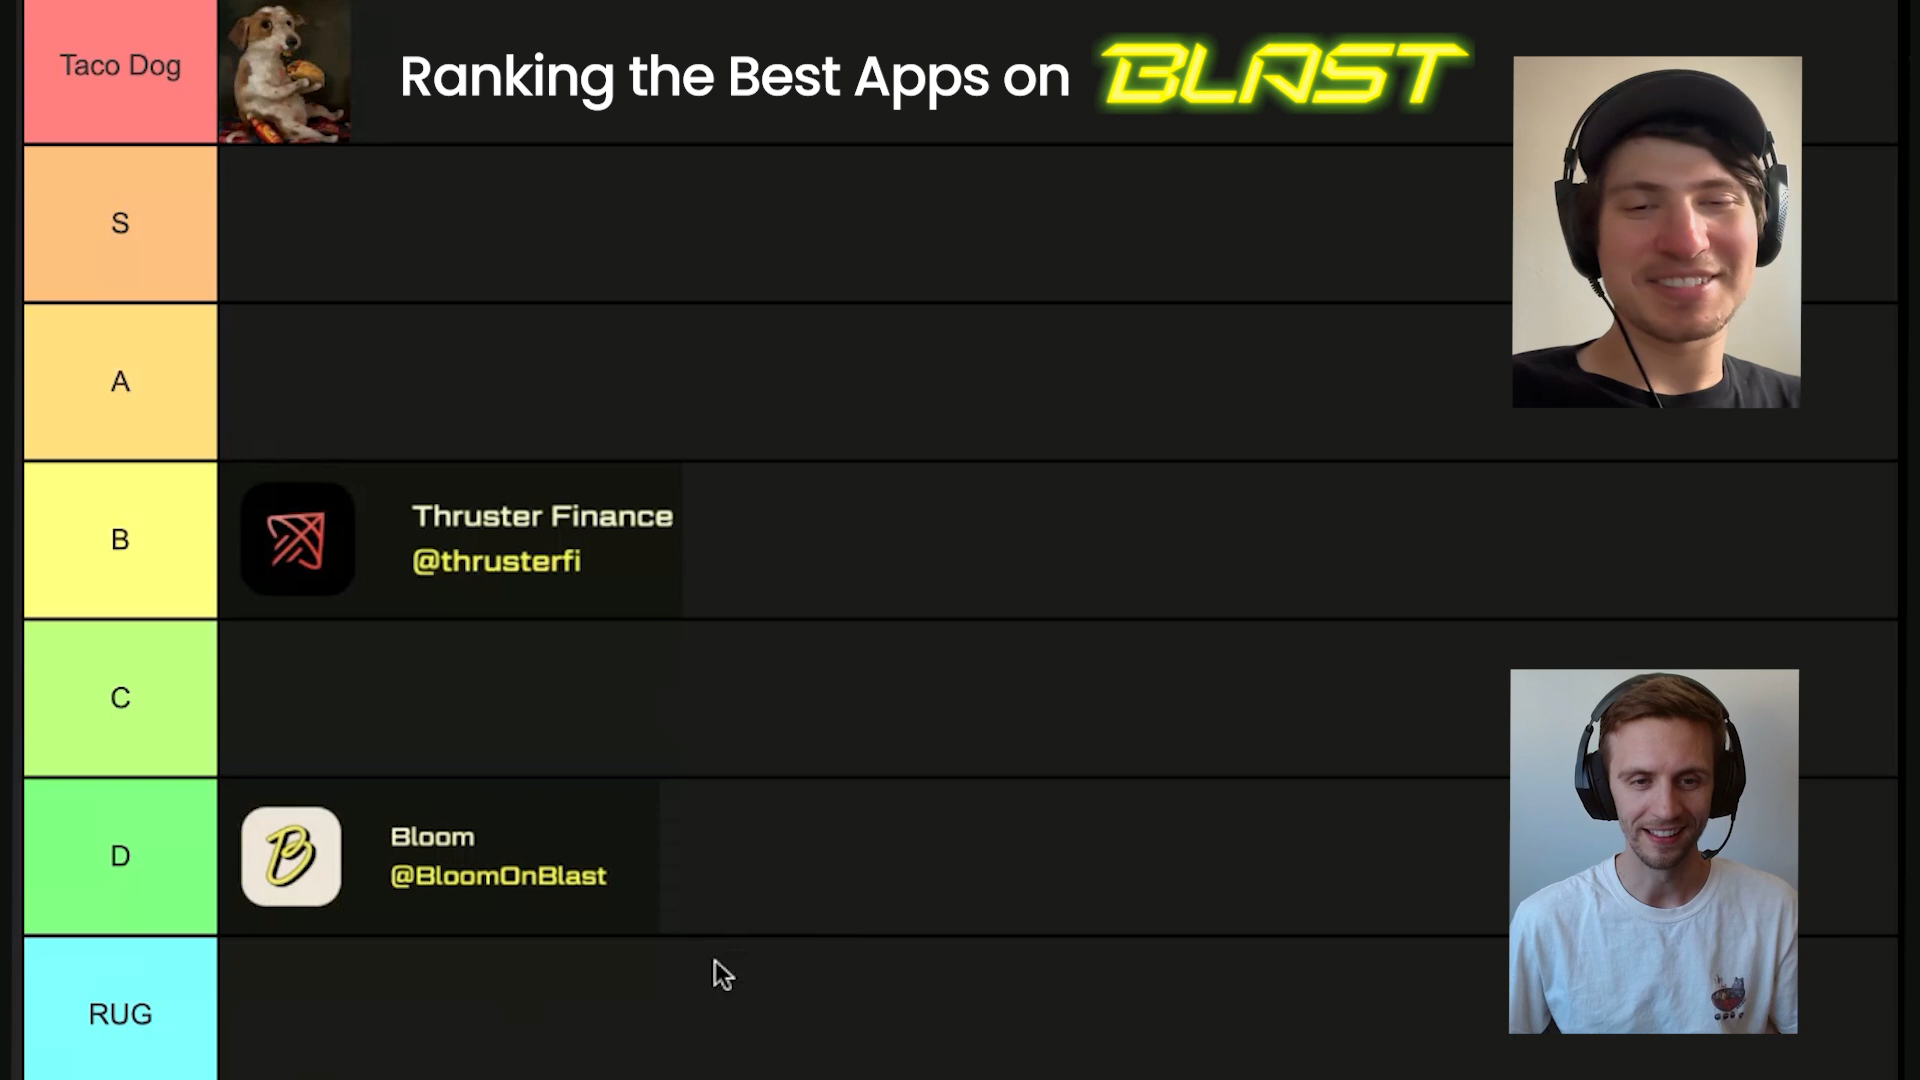 Taco Dog
Ranking the Best Apps on BLAST
S
A
B
Thruster Finance
@thrusterfi
C
D
B
Bloom
@BloomOnBlast
RUG